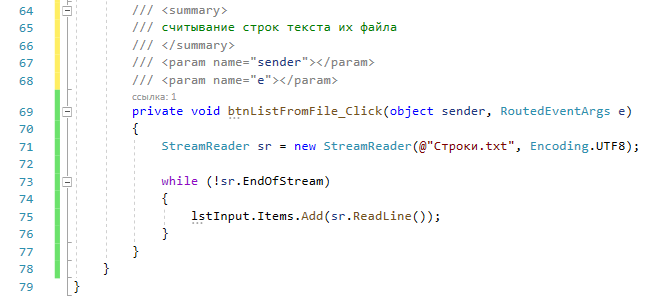 64 /// <summary>
65 /// считывание строк текста их файла
66 /// </summary>
67 /// <param name="sender"></param>
68 /// <param name="e"></param>
ссылка: 1
69 private void btnListFromFile_Click(object sender, RoutedEventArgs e)
70 {
71 StreamReader sr = new StreamReader(@"Строки.txt", Encoding.UTF8);
72
73 while (!sr.EndOfStream)
74 {
75 lstInput.Items.Add(sr.ReadLine());
76 }
77 }
78 }
79 }